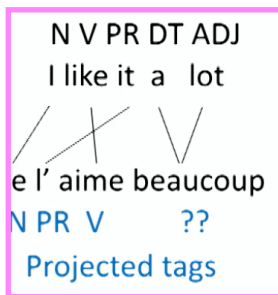 N V PR DT ADJ
I like it a lot
e l' aime beaucoup
N PR V ??
Projected tags